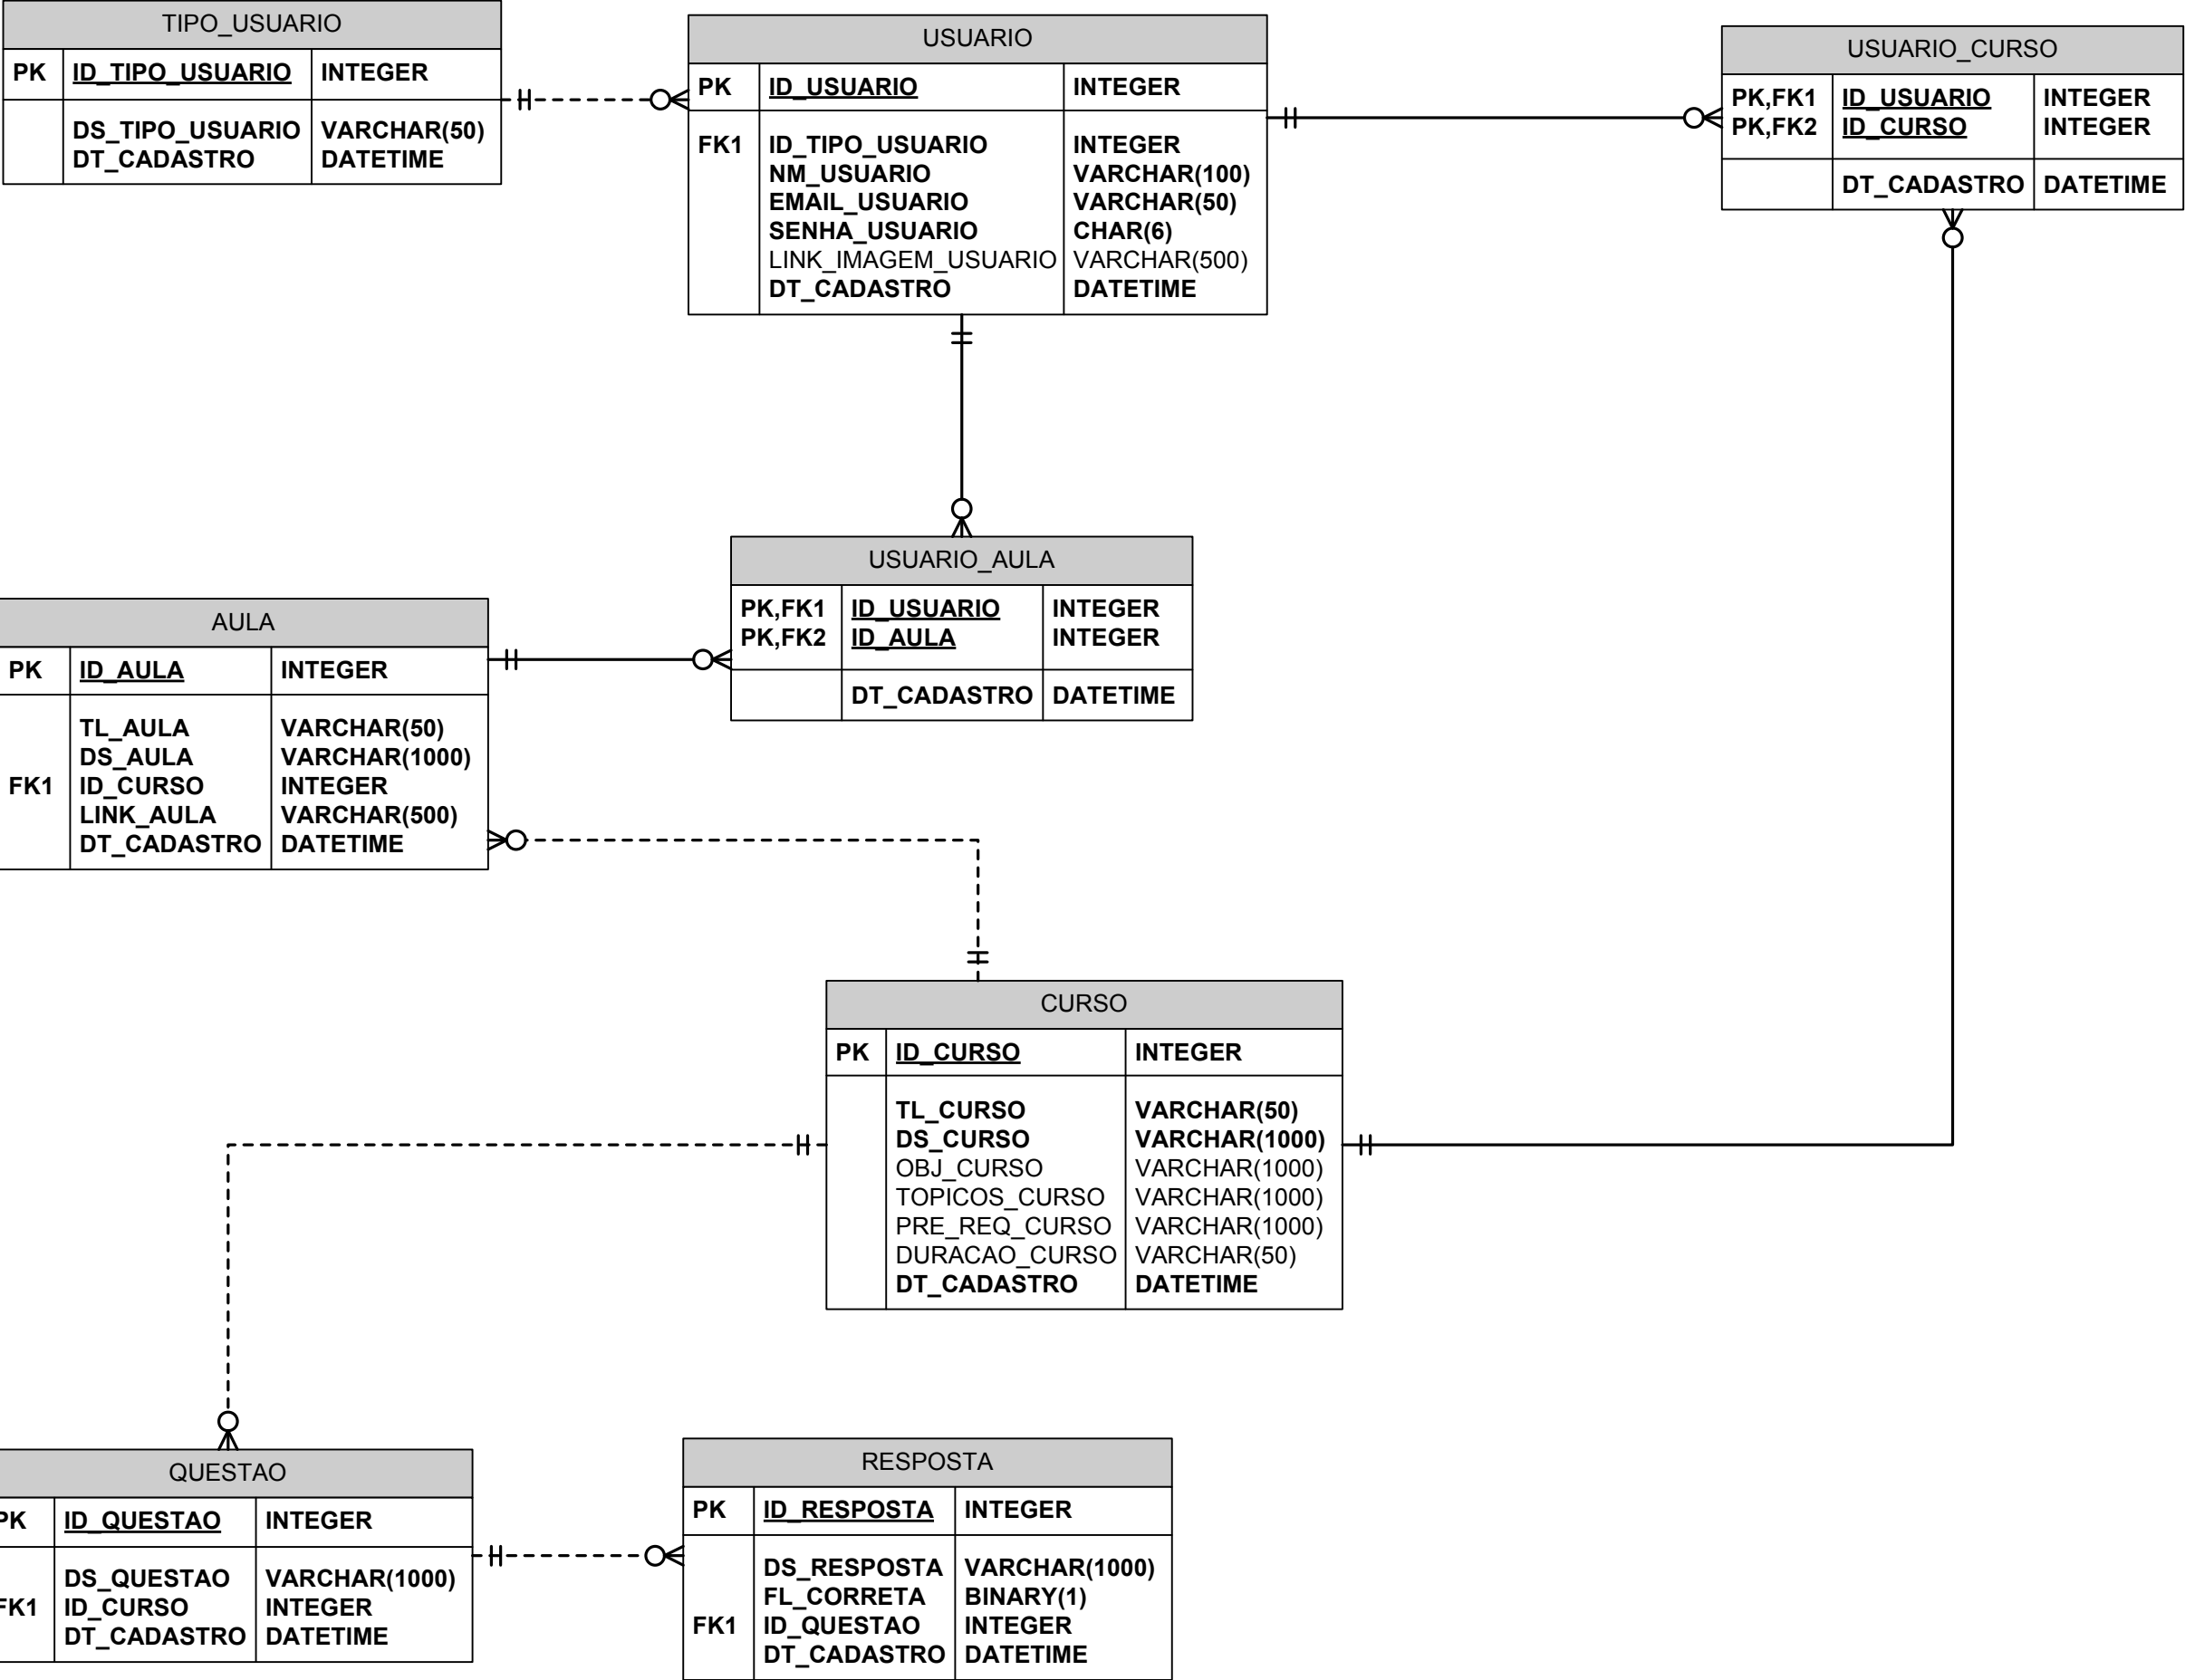 TIPO_USUARIO
PK ID_TIPO_USUARIO INTEGER
DS_TIPO_USUARIO VARCHAR(50)
DT_CADASTRO DATETIME
USUARIO
PK ID_USUARIO INTEGER
FK1 ID_TIPO_USUARIO INTEGER
NM_USUARIO VARCHAR(100)
EMAIL_USUARIO VARCHAR(50)
SENHA_USUARIO CHAR(6)
LINK_IMAGEM_USUARIO VARCHAR(500)
DT_CADASTRO DATETIME
USUARIO_CURSO
PK,FK1 ID_USUARIO INTEGER
PK,FK2 ID_CURSO INTEGER
DT_CADASTRO DATETIME
USUARIO_AULA
PK,FK1 ID_USUARIO INTEGER
PK,FK2 ID_AULA INTEGER
DT_CADASTRO DATETIME
AULA
PK ID_AULA INTEGER
TL_AULA VARCHAR(50)
DS_AULA VARCHAR(1000)
FK1 ID_CURSO INTEGER
LINK_AULA VARCHAR(500)
DT_CADASTRO DATETIME
CURSO
PK ID_CURSO INTEGER
TL_CURSO VARCHAR(50)
DS_CURSO VARCHAR(1000)
OBJ_CURSO VARCHAR(1000)
TOPICOS_CURSO VARCHAR(1000)
PRE_REQ_CURSO VARCHAR(1000)
DURACAO_CURSO VARCHAR(50)
DT_CADASTRO DATETIME
QUESTAO
PK ID_QUESTAO INTEGER
DS_QUESTAO VARCHAR(1000)
FK1 ID_CURSO INTEGER
DT_CADASTRO DATETIME
RESPOSTA
PK ID_RESPOSTA INTEGER
DS_RESPOSTA VARCHAR(1000)
FL_CORRETA BINARY(1)
FK1 ID_QUESTAO INTEGER
DT_CADASTRO DATETIME